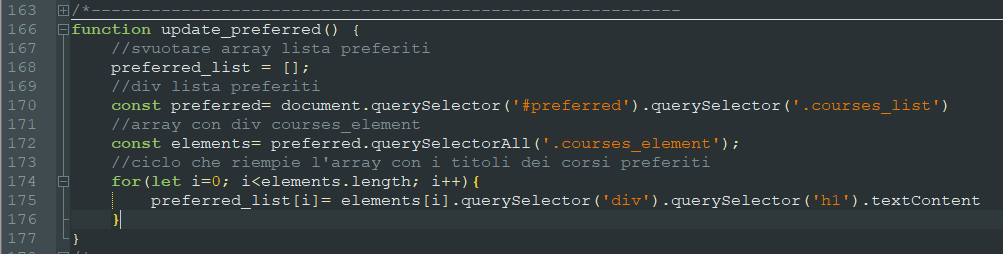 163 /*-----------------------------------------------------------
166 function update_preferred() {
167 //svuotare array lista preferiti
168 preferred_list = [];
169 //div lista preferiti
170 const preferred= document.querySelector('#preferred').querySelector('.courses_list')
171 //array con div courses_element
172 const elements= preferred.querySelectorAll('.courses_element');
173 //ciclo che riempie l'array con i titoli dei corsi preferiti
174 for(let i=0; i<elements.length; i++){
175 preferred_list[i]= elements[i].querySelector('div').querySelector('h1').textContent
176 }
177 }